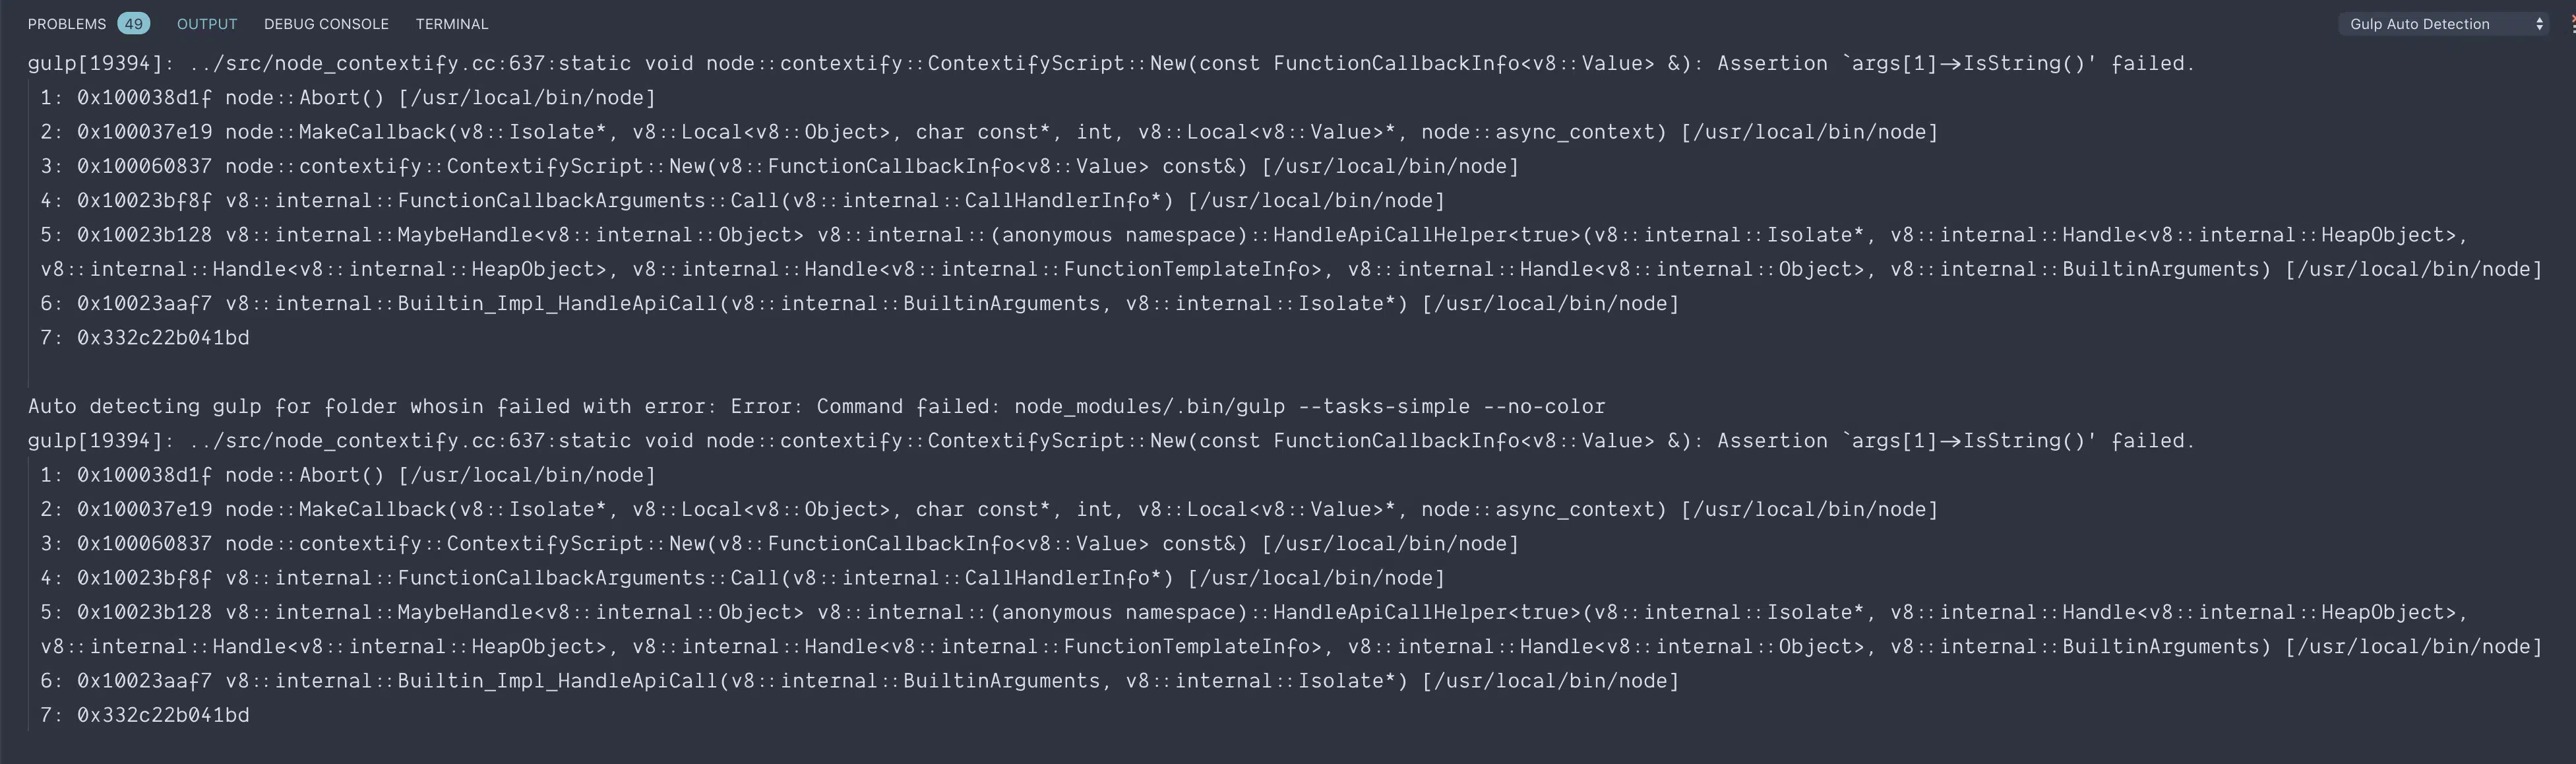 PROBLEMS 49 OUTPUT DEBUG CONSOLE TERMINAL Gulp Auto Detection
gulp[19394]: ../src/node_contextify.cc:637:static void node::contextify::ContextifyScript::New(const FunctionCallbackInfo<v8::Value> &): Assertion `args[1]->IsString()' failed.
1: 0x100038d1f node::Abort() [/usr/local/bin/node]
2: 0x100037e19 node::MakeCallback(v8::Isolate*, v8::Local<v8::Object>, char const*, int, v8::Local<v8::Value>*, node::async_context) [/usr/local/bin/node]
3: 0x100060837 node::contextify::ContextifyScript::New(v8::FunctionCallbackInfo<v8::Value> const&) [/usr/local/bin/node]
4: 0x10023bf8f v8::internal::FunctionCallbackArguments::Call(v8::internal::CallHandlerInfo*) [/usr/local/bin/node]
5: 0x10023b128 v8::internal::MaybeHandle<v8::internal::Object> v8::internal::(anonymous namespace)::HandleApiCallHelper<true>(v8::internal::Isolate*, v8::internal::Handle<v8::internal::HeapObject>,
v8::internal::Handle<v8::internal::HeapObject>, v8::internal::Handle<v8::internal::FunctionTemplateInfo>, v8::internal::Handle<v8::internal::Object>, v8::internal::BuiltinArguments) [/usr/local/bin/node]
6: 0x10023aaf7 v8::internal::Builtin_Impl_HandleApiCall(v8::internal::BuiltinArguments, v8::internal::Isolate*) [/usr/local/bin/node]
7: 0x332c22b041bd
Auto detecting gulp for folder whosin failed with error: Error: Command failed: node_modules/.bin/gulp --tasks-simple --no-color
gulp[19394]: ../src/node_contextify.cc:637:static void node::contextify::ContextifyScript::New(const FunctionCallbackInfo<v8::Value> &): Assertion `args[1]->IsString()' failed.
1: 0x100038d1f node::Abort() [/usr/local/bin/node]
2: 0x100037e19 node::MakeCallback(v8::Isolate*, v8::Local<v8::Object>, char const*, int, v8::Local<v8::Value>*, node::async_context) [/usr/local/bin/node]
3: 0x100060837 node::contextify::ContextifyScript::New(v8::FunctionCallbackInfo<v8::Value> const&) [/usr/local/bin/node]
4: 0x10023bf8f v8::internal::FunctionCallbackArguments::Call(v8::internal::CallHandlerInfo*) [/usr/local/bin/node]
5: 0x10023b128 v8::internal::MaybeHandle<v8::internal::Object> v8::internal::(anonymous namespace)::HandleApiCallHelper<true>(v8::internal::Isolate*, v8::internal::Handle<v8::internal::HeapObject>,
v8::internal::Handle<v8::internal::HeapObject>, v8::internal::Handle<v8::internal::FunctionTemplateInfo>, v8::internal::Handle<v8::internal::Object>, v8::internal::BuiltinArguments) [/usr/local/bin/node]
6: 0x10023aaf7 v8::internal::Builtin_Impl_HandleApiCall(v8::internal::BuiltinArguments, v8::internal::Isolate*) [/usr/local/bin/node]
7: 0x332c22b041bd